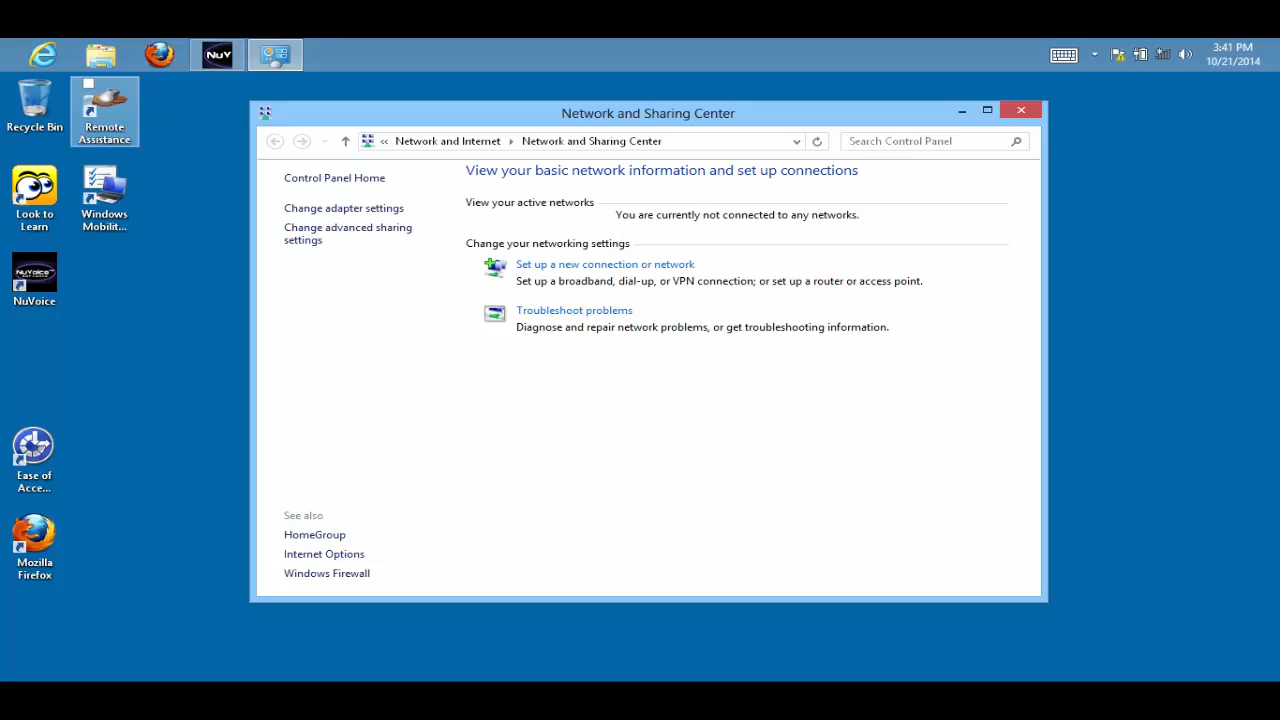 NuV
3:41 PM
10/21/2014
Recycle Bin
Remote
Assistance
Look to
Learn
Windows
Mobilit...
NuVoice
NuVoice
Ease of
Acce...
Mozilla
Firefox
Network and Sharing Center
« Network and Internet ▸ Network and Sharing Center
Search Control Panel
Control Panel Home
Change adapter settings
Change advanced sharing
settings
View your basic network information and set up connections
View your active networks
You are currently not connected to any networks.
Change your networking settings
Set up a new connection or network
Set up a broadband, dial-up, or VPN connection; or set up a router or access point.
Troubleshoot problems
Diagnose and repair network problems, or get troubleshooting information.
See also
HomeGroup
Internet Options
Windows Firewall